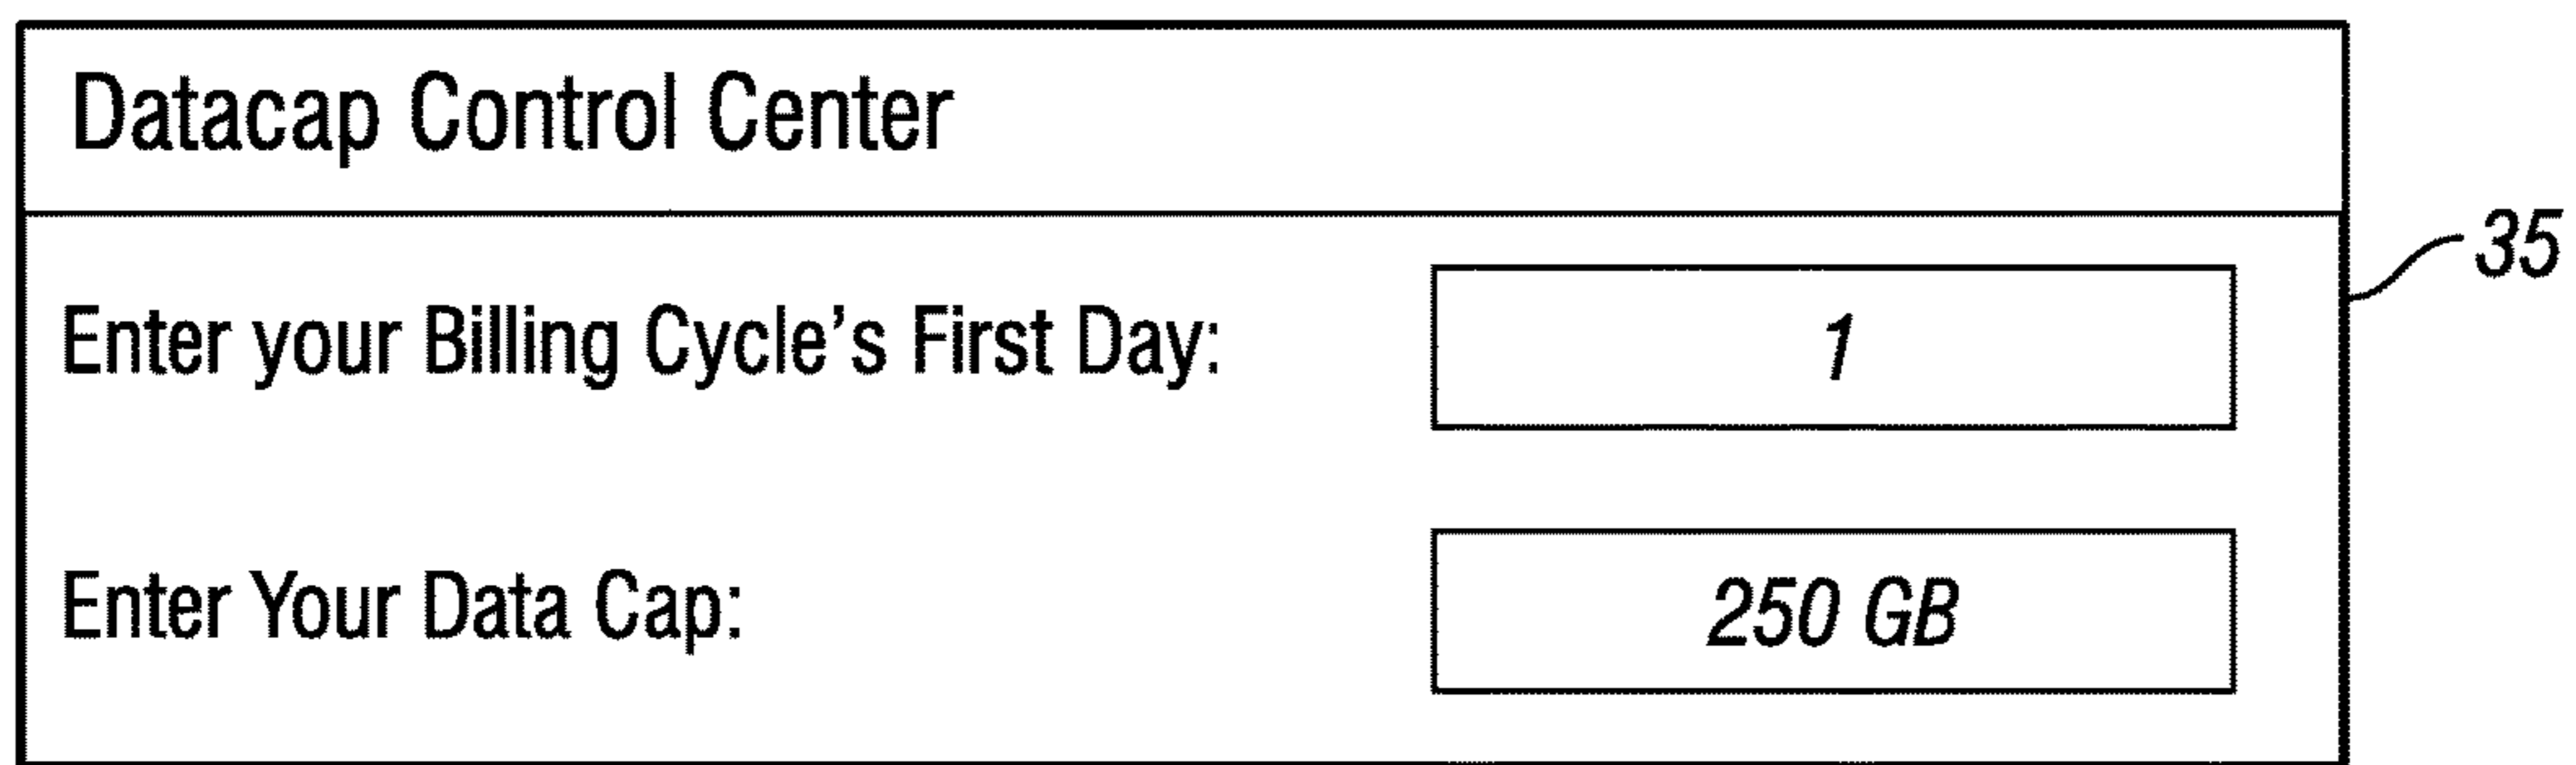 Datacap Control Center
35
Enter your Billing Cycle's First Day: 1
Enter Your Data Cap: 250 GB